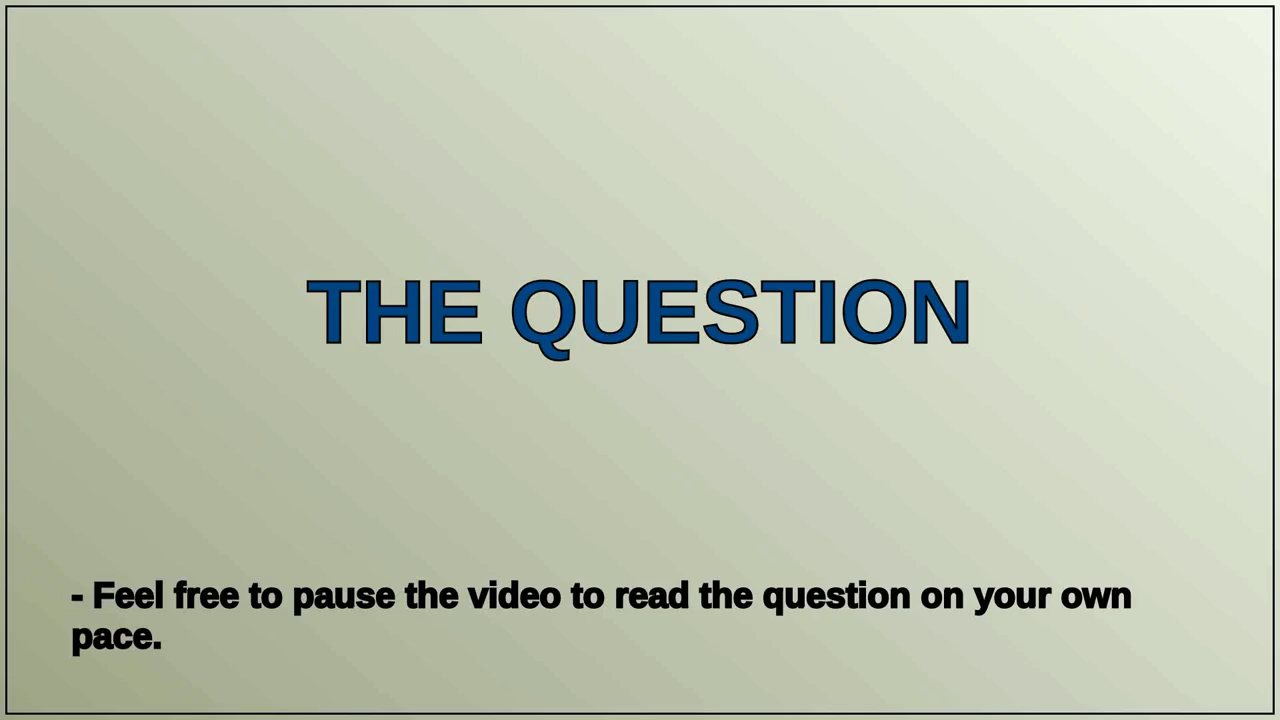 THE QUESTION
- Feel free to pause the video to read the question on your own
pace.